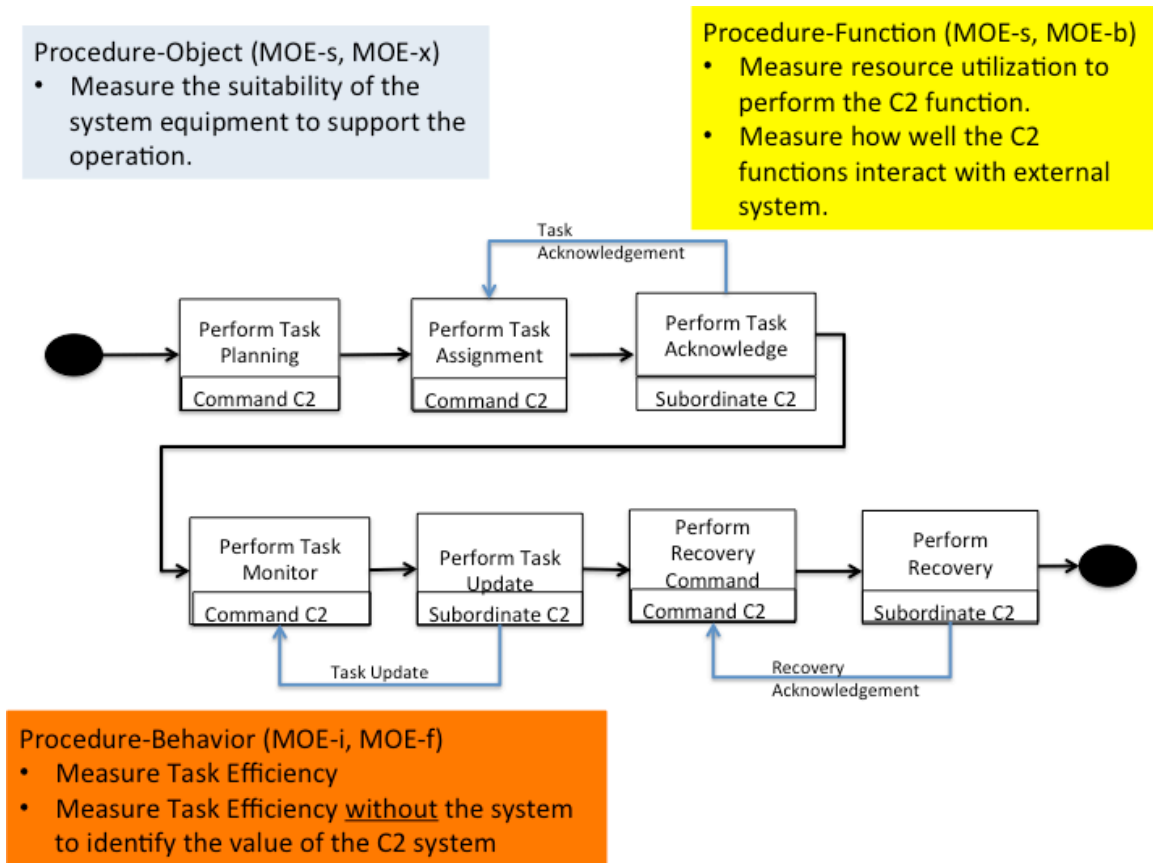 Procedure-Object (MOE-s, MOE-x)
• Measure the suitability of the
system equipment to support the
operation.
Procedure-Function (MOE-s, MOE-b)
• Measure resource utilization to
perform the C2 function.
• Measure how well the C2
functions interact with external
system.
Task
Acknowledgement
Perform Task
Planning
Command C2
Perform Task
Assignment
Command C2
Perform Task
Acknowledge
Subordinate C2
Perform Task
Monitor
Command C2
Perform Task
Update
Subordinate C2
Perform
Recovery
Command
Command C2
Perform
Recovery
Subordinate C2
Task Update
Recovery
Acknowledgement
Procedure-Behavior (MOE-i, MOE-f)
• Measure Task Efficiency
• Measure Task Efficiency without the system
to identify the value of the C2 system